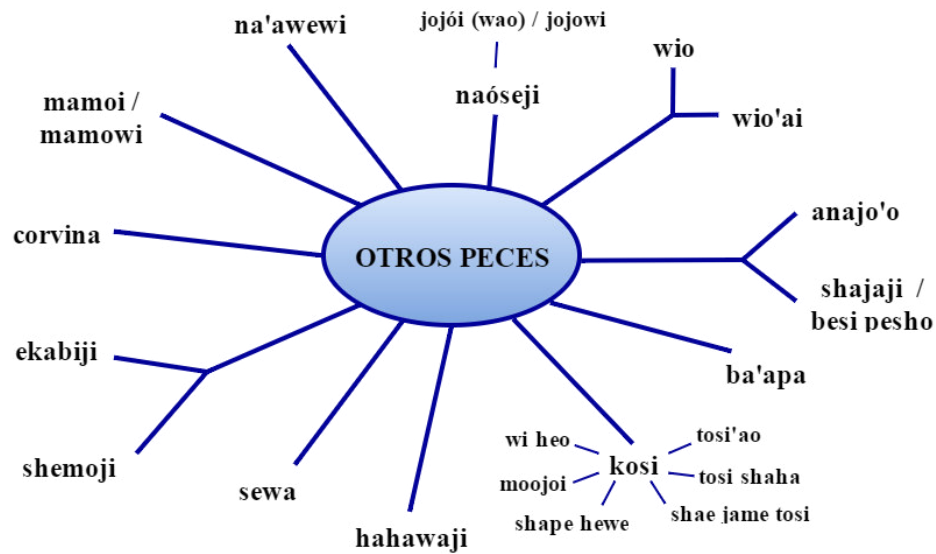 na'awewi
jojói (wao) / jojowi
naóseji
wio
wio'ai
mamoi /
mamowi
anajo'o
corvina
OTROS PECES
shajaji /
besi pesho
ekabiji
ba'apa
shemoji
sewa
hahawaji
kosi
wi heo
tosi'ao
moojoi
tosi shaha
shape hewe
shae jame tosi